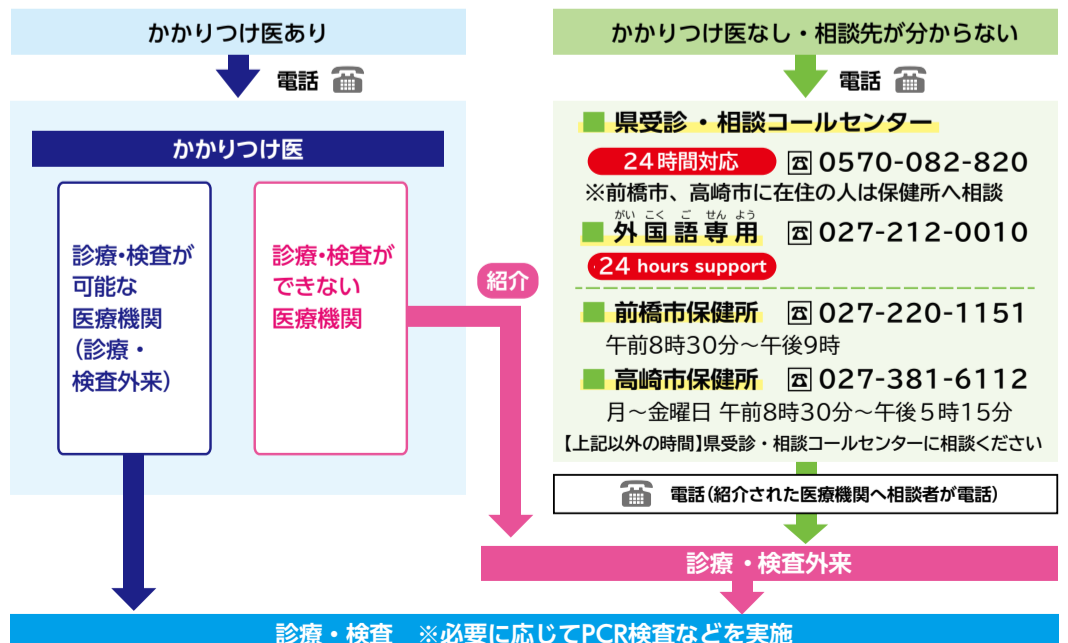 かかりつけ医あり
電話
かかりつけ医
診療・検査が
可能な
医療機関
(診療・
検査外来)
診療・検査が
できない
医療機関
紹介
かかりつけ医なし・相談先が分からない
電話
■ 県受診・相談コールセンター
24時間対応 ☎ 0570-082-820
※前橋市、高崎市に在住の人は保健所へ相談
がい こく ご せん よう
■ 外国語専用 ☎ 027-212-0010
24 hours support
■ 前橋市保健所 ☎ 027-220-1151
午前8時30分～午後9時
■ 高崎市保健所 ☎ 027-381-6112
月～金曜日 午前8時30分～午後5時15分
【上記以外の時間】県受診・相談コールセンターに相談ください
電話(紹介された医療機関へ相談者が電話)
診療・検査外来
診療・検査 ※必要に応じてPCR検査などを実施